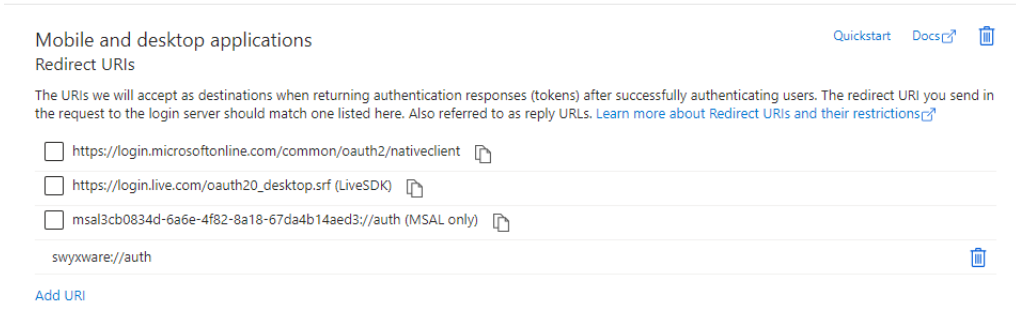 Mobile and desktop applications
Quickstart
Docs
Redirect URIs
The URIs we will accept as destinations when returning authentication responses (tokens) after successfully authenticating users. The redirect URI you send in
the request to the login server should match one listed here. Also referred to as reply URLs. Learn more about Redirect URIs and their restrictions
https://login.microsoftonline.com/common/oauth2/nativeclient
https://login.live.com/oauth20_desktop.srf (LiveSDK)
msal3cb0834d-6a6e-4f82-8a18-67da4b14aed3://auth (MSAL only)
swyxware://auth
Add URI